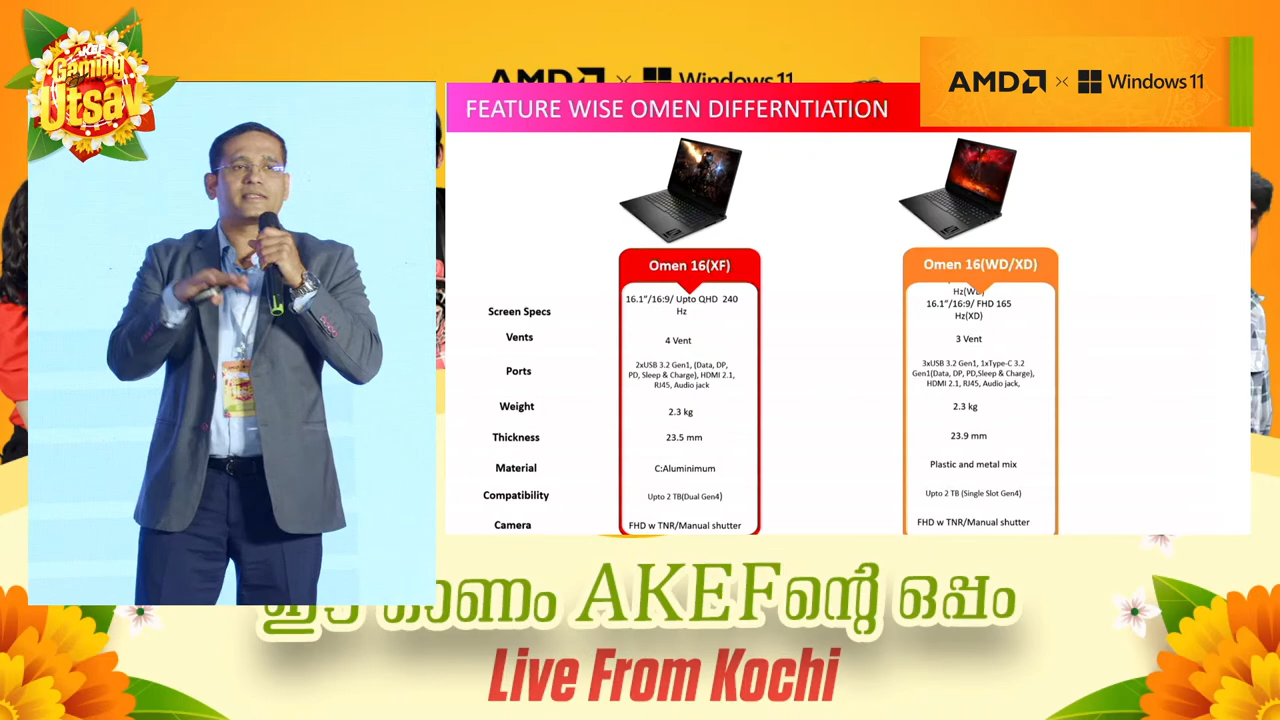 AKEF
Gaming
Utsav
AMD x Windows 11
AMD x Windows 11
FEATURE WISE OMEN DIFFERNTIATION
Omen 16(XF)
Omen 16(WD/XD)
Screen Specs
16.1”/16:9/ Upto QHD 240
Hz
Hz(WD)
16.1”/16:9/ FHD 165
Hz(XD)
Vents
4 Vent
3 Vent
Ports
2xUSB 3.2 Gen1, (Data, DP,
PD, Sleep & Charge), HDMI 2.1,
RJ45, Audio jack
3xUSB 3.2 Gen1, 1xType-C 3.2
Gen1(Data, DP, PD,Sleep & Charge),
HDMI 2.1, RJ45, Audio jack,
Weight
2.3 kg
2.3 kg
Thickness
23.5 mm
23.9 mm
Material
C:Aluminimum
Plastic and metal mix
Compatibility
Upto 2 TB(Dual Gen4)
Upto 2 TB (Single Slot Gen4)
Camera
FHD w TNR/Manual shutter
FHD w TNR/Manual shutter
ഈ ഓണം AKEFന്റെ ഒപ്പം
Live From Kochi